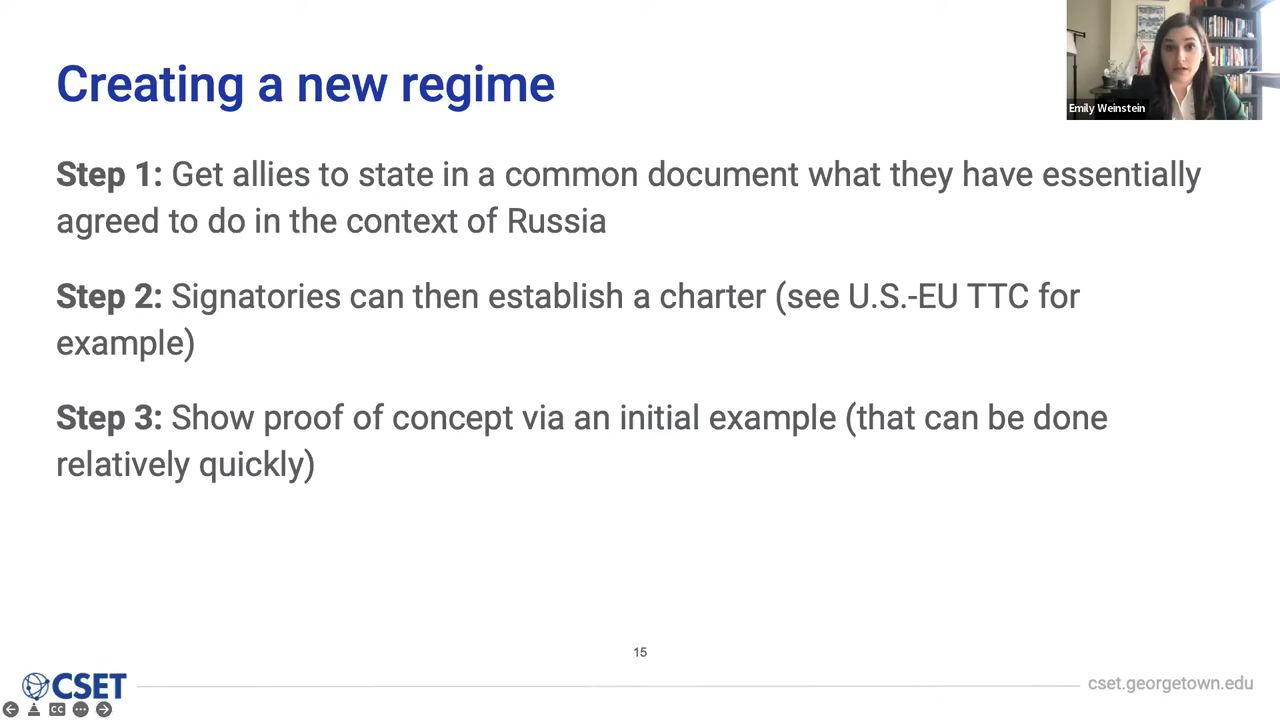 Creating a new regime
Emily Weinstein
Step 1: Get allies to state in a common document what they have essentially
agreed to do in the context of Russia
Step 2: Signatories can then establish a charter (see U.S.-EU TTC for
example)
Step 3: Show proof of concept via an initial example (that can be done
relatively quickly)
15
CSET
cset.georgetown.edu
CC